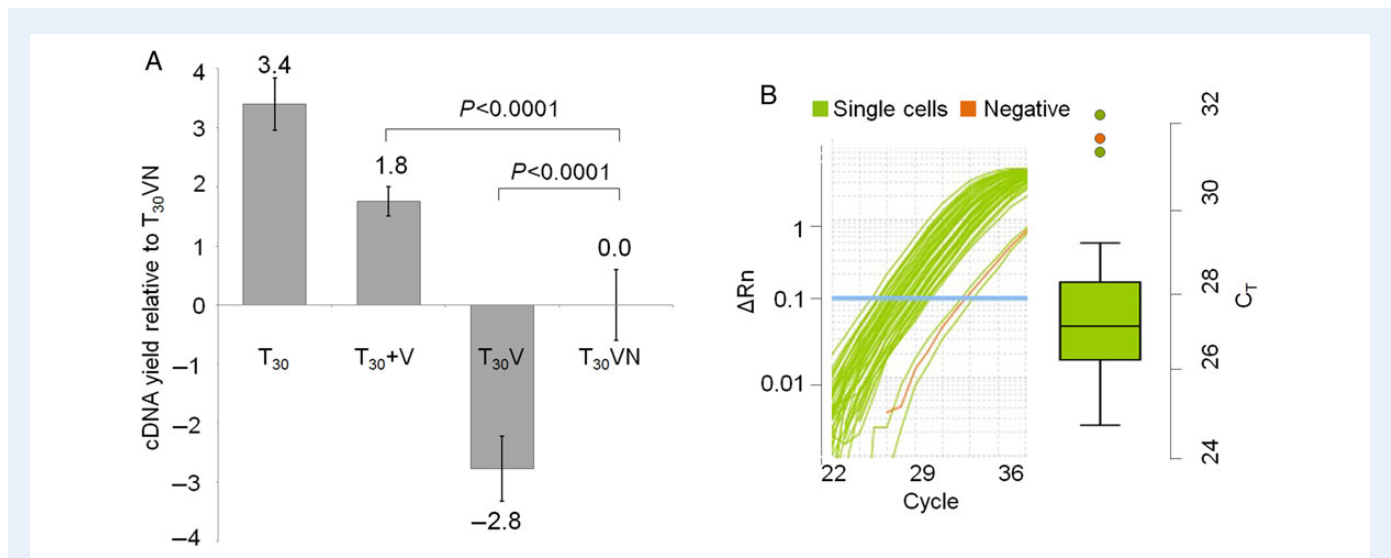 A
cDNA yield relative to T₃₀VN
4
3
2
1
0
–1
–2
–3
–4
3.4
1.8
–2.8
0.0
P<0.0001
P<0.0001
T₃₀
T₃₀+V
T₃₀V
T₃₀VN
B
Single cells
Negative
ΔRn
1
0.1
0.01
22
29
36
Cycle
32
30
28
26
24
C_T